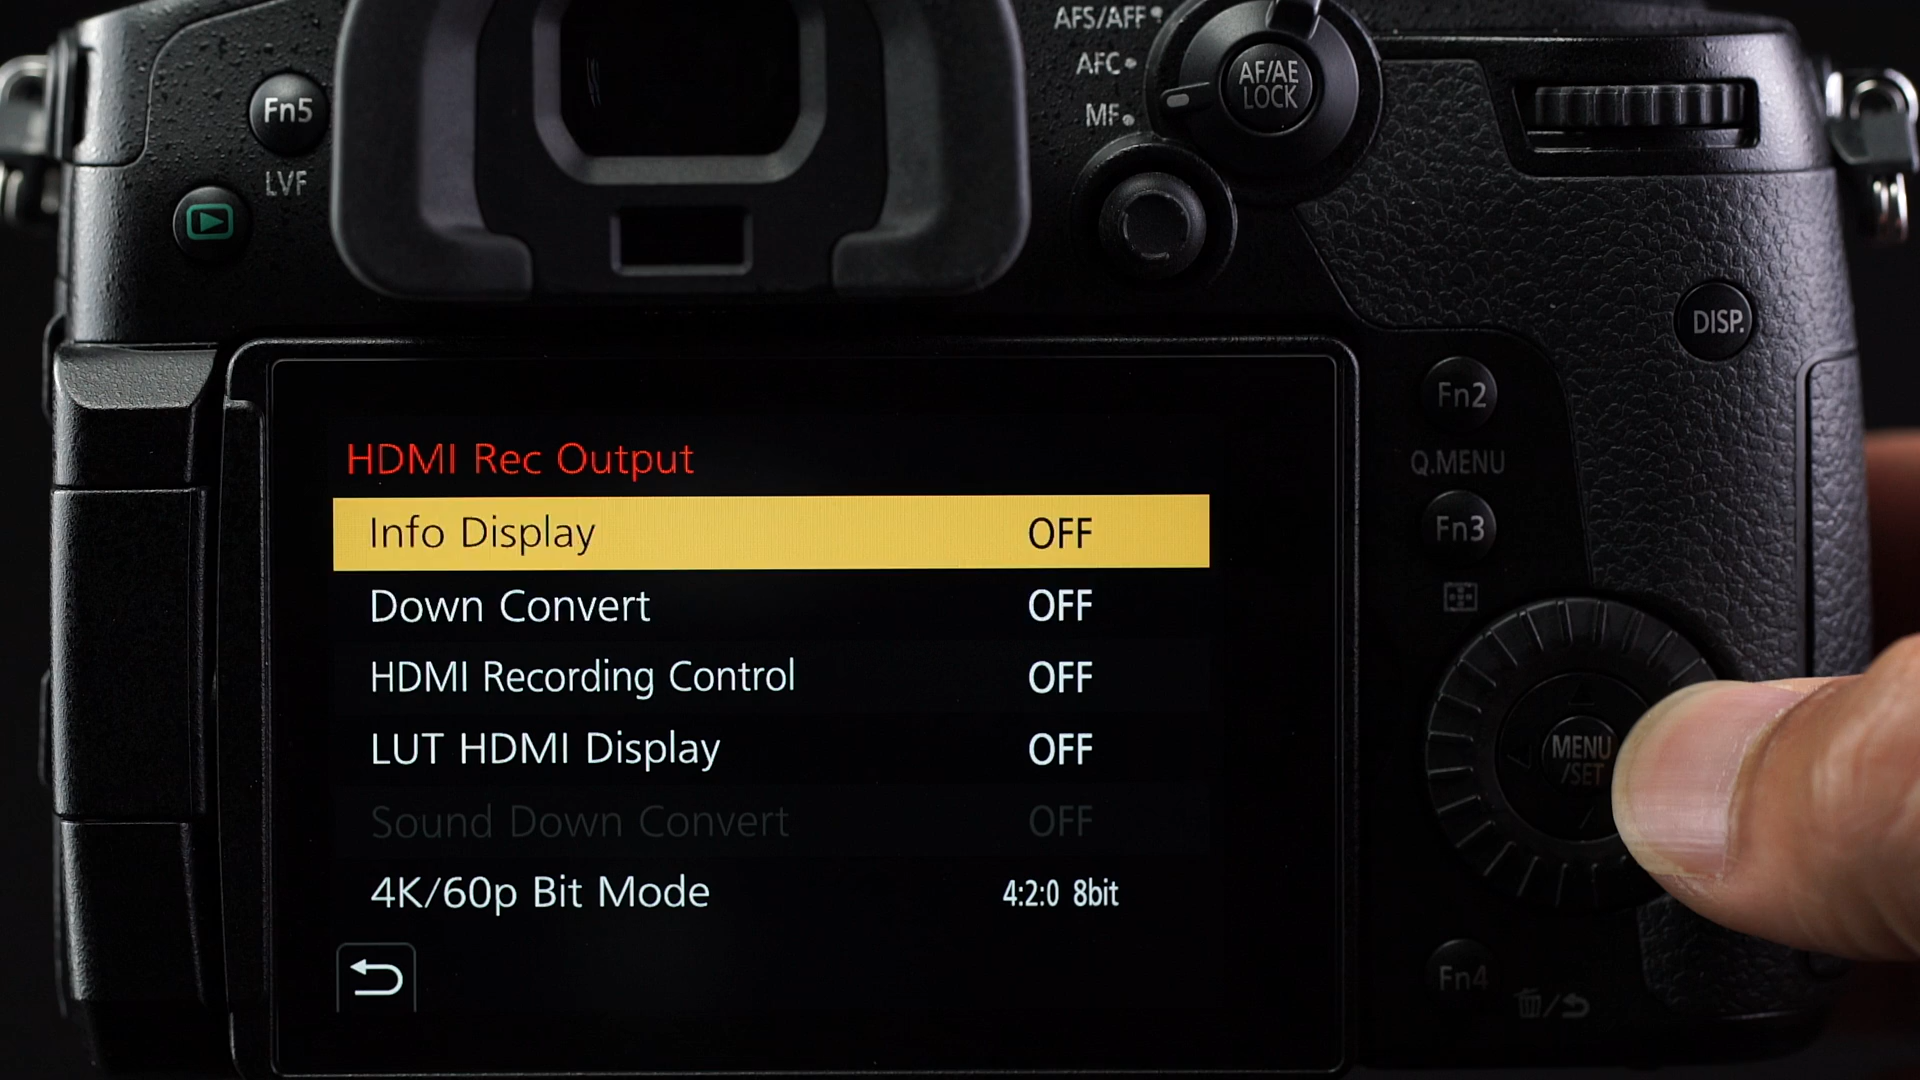 AFS/AFF
AFC
MF
AF/AE
LOCK
Fn5
LVF
DISP.
Fn2
Q.MENU
Fn3
MENU
/SET
Fn4
HDMI Rec Output
Info Display OFF
Down Convert OFF
HDMI Recording Control OFF
LUT HDMI Display OFF
Sound Down Convert OFF
4K/60p Bit Mode 4:2:0 8bit